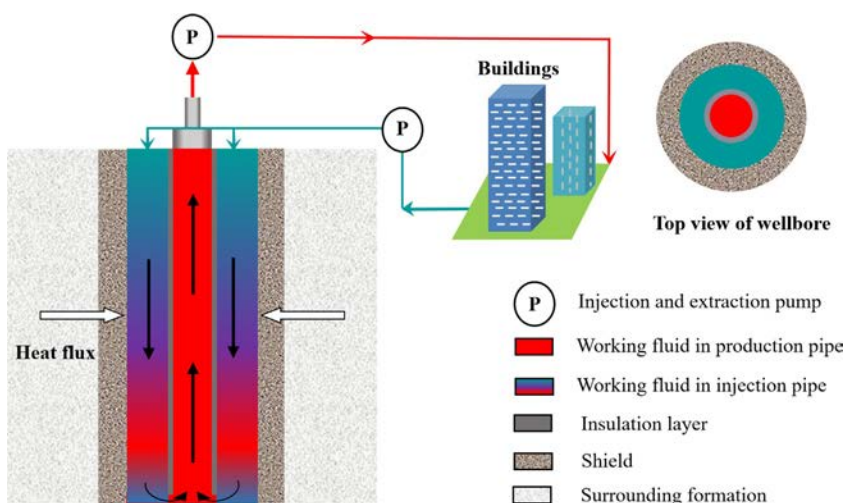 P
Buildings
P
Top view of wellbore
Heat flux
P
Injection and extraction pump
Working fluid in production pipe
Working fluid in injection pipe
Insulation layer
Shield
Surrounding formation